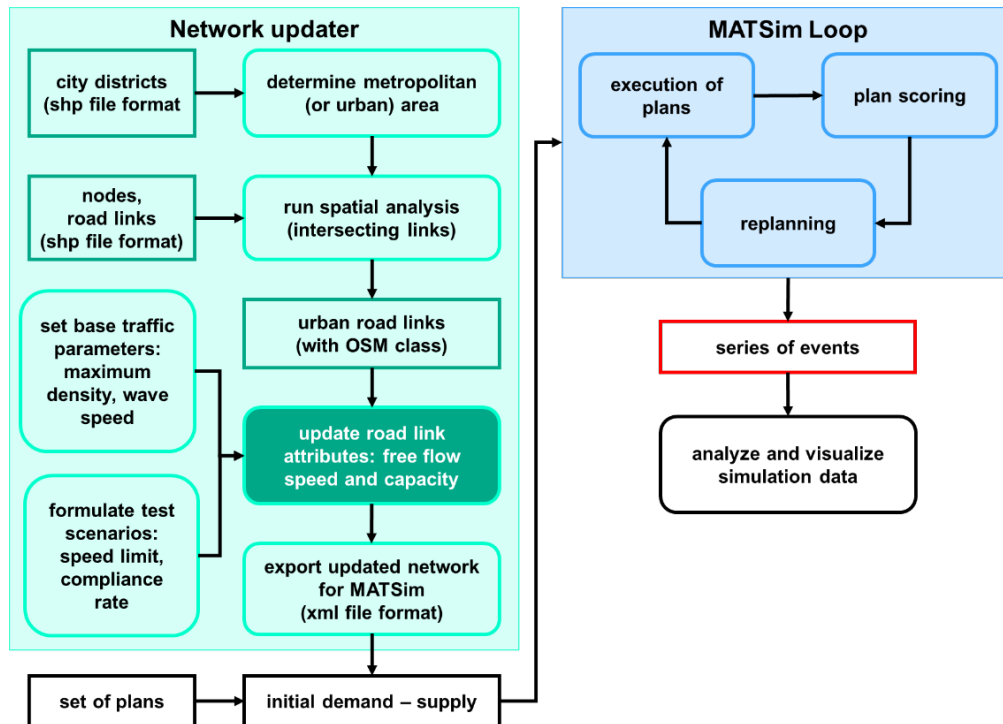 Network updater
city districts
(shp file format
determine metropolitan
(or urban) area
nodes,
road links
(shp file format)
run spatial analysis
(intersecting links)
set base traffic
parameters:
maximum
density, wave
speed
urban road links
(with OSM class)
update road link
attributes: free flow
speed and capacity
formulate test
scenarios:
speed limit,
compliance
rate
export updated network
for MATSim
(xml file format)
set of plans
initial demand – supply
MATSim Loop
execution of
plans
plan scoring
replanning
series of events
analyze and visualize
simulation data